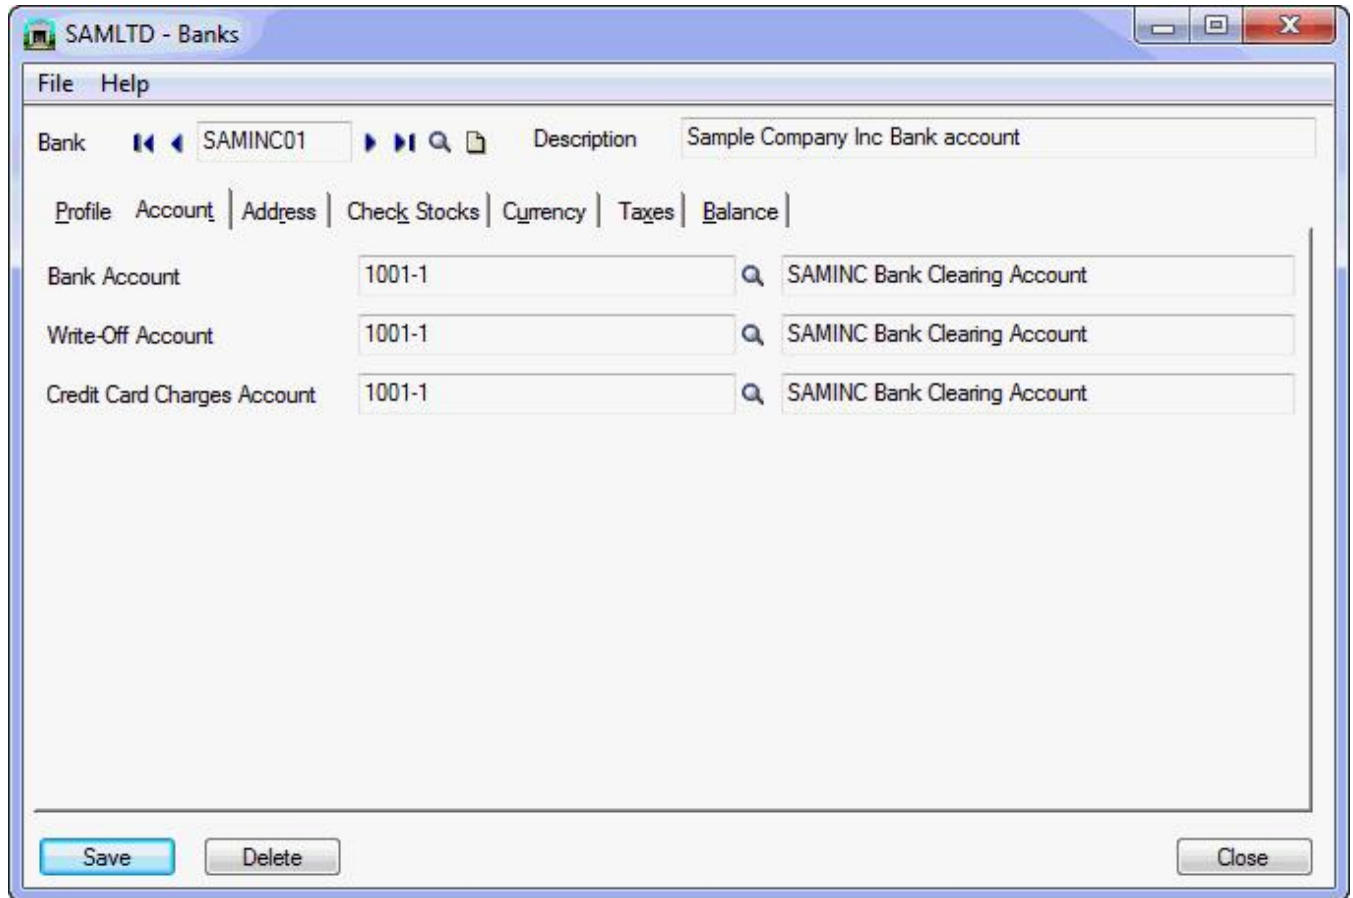 SAMLTD - Banks
File Help
Bank SAMINC01 Description Sample Company Inc Bank account
Profile Account Address Check Stocks Currency Taxes Balance
Bank Account 1001-1 SAMINC Bank Clearing Account
Write-Off Account 1001-1 SAMINC Bank Clearing Account
Credit Card Charges Account 1001-1 SAMINC Bank Clearing Account
Save Delete Close